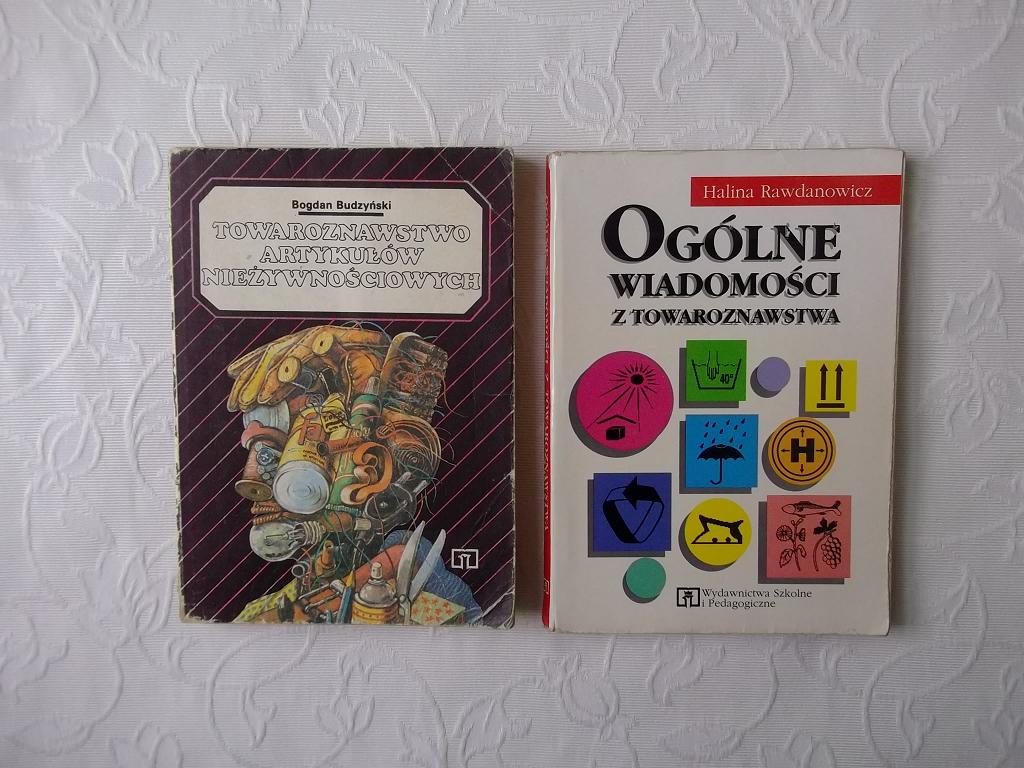 Bogdan Budzyński
TOWAROZNAWSTWO
ARTYKUŁÓW
NIEŻYWNOŚCIOWYCH
Halina Rawdanowicz
OGÓLNE
WIADOMOŚCI
Z TOWAROZNAWSTWA
40°
H
Wydawnictwa Szkolne
i Pedagogiczne